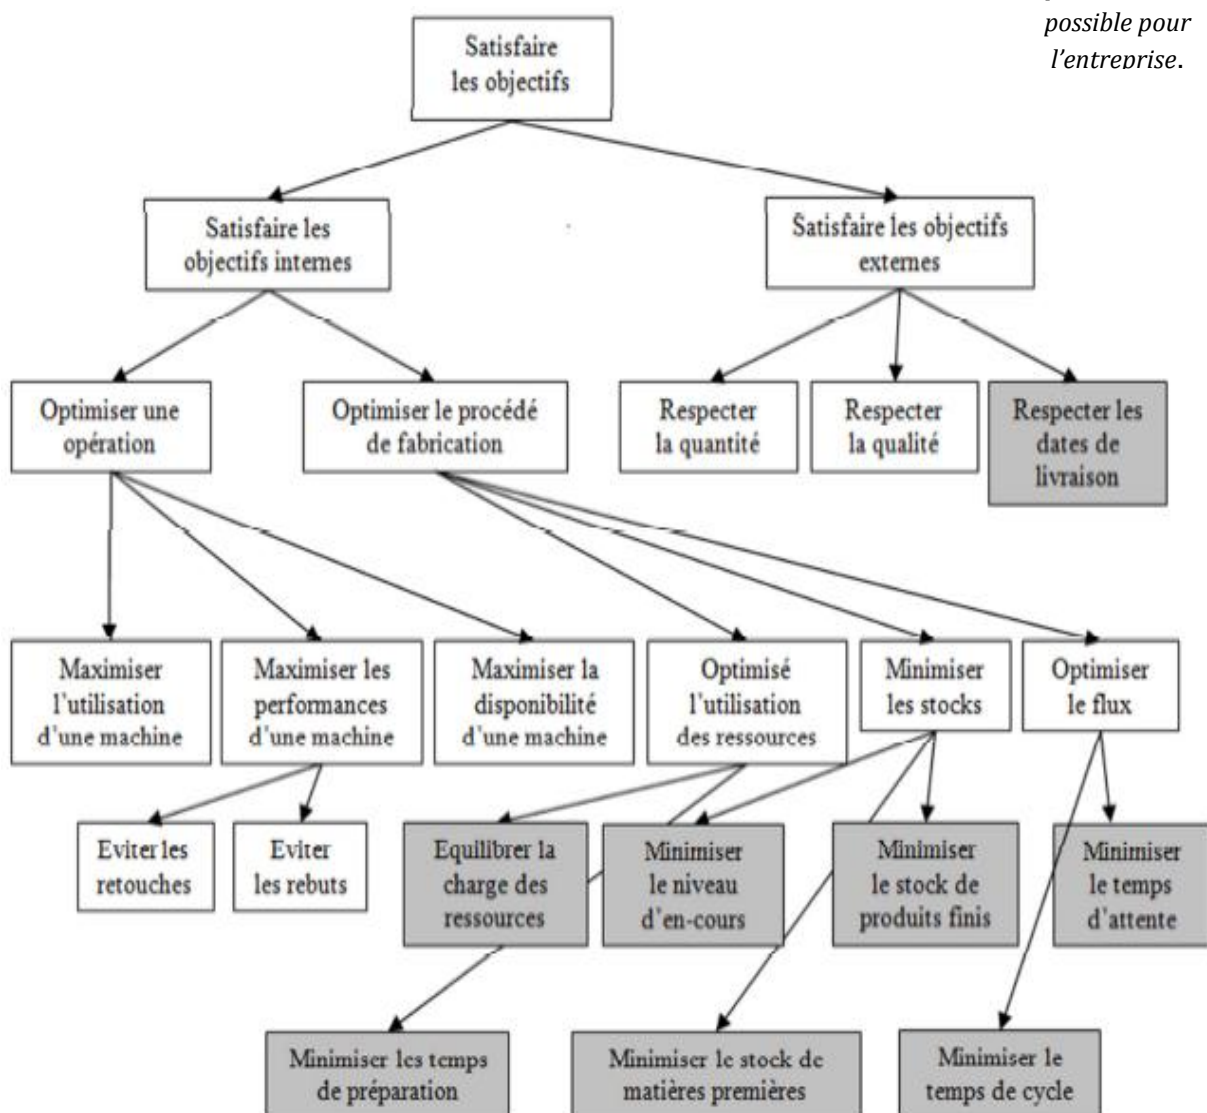 possible pour
l'entreprise.
Satisfaire
les objectifs
Satisfaire les
objectifs internes
Satisfaire les objectifs
externes
Optimiser une
opération
Optimiser le procédé
de fabrication
Respecter
la quantité
Respecter
la qualité
Respecter les
dates de
livraison
Maximiser
l'utilisation
d'une machine
Maximiser les
performances
d'une machine
Maximiser la
disponibilité
d'une machine
Optimisé
l'utilisation
des ressources
Minimiser
les stocks
Optimiser
le flux
Eviter les
retouches
Eviter
les rebuts
Equilibrer la
charge des
ressources
Minimiser
le niveau
d'en-cours
Minimiser
le stock de
produits finis
Minimiser
le temps
d'attente
Minimiser les temps
de préparation
Minimiser le stock de
matières premières
Minimiser le
temps de cycle